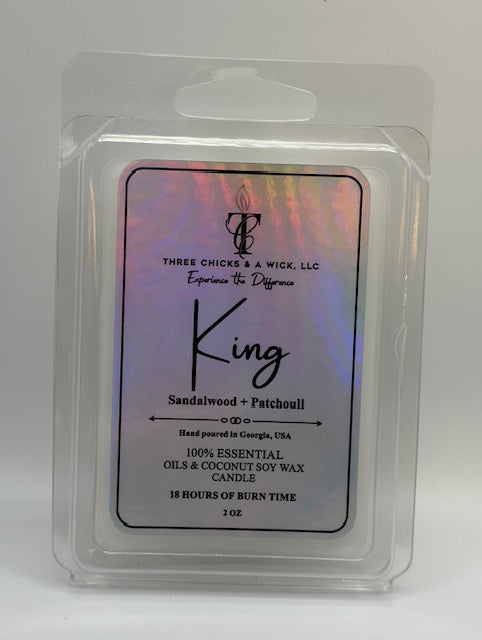 TC
THREE CHICKS & A WICK, LLC
Experience the Difference
King
Sandalwood + Patchouli
Hand poured in Georgia, USA
100% ESSENTIAL
OILS & COCONUT SOY WAX
CANDLE
18 HOURS OF BURN TIME
2 OZ